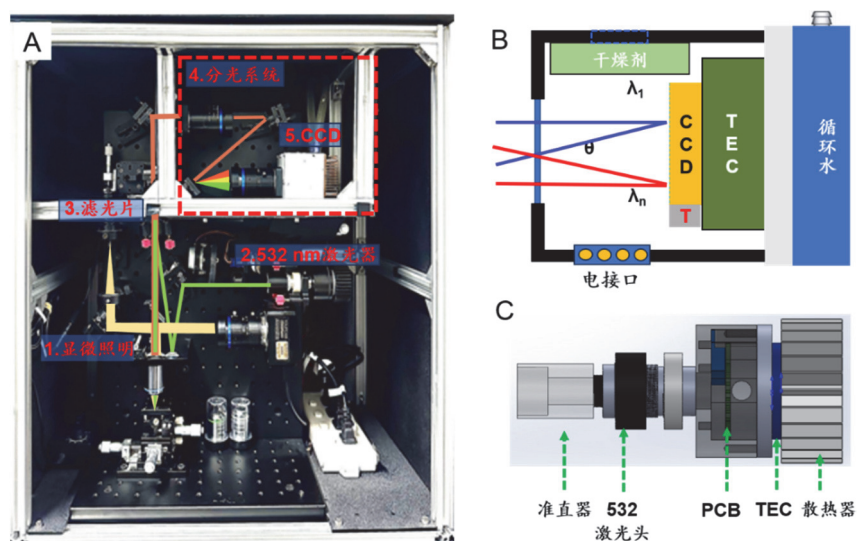 A
4.分光系统
5.CCD
3.滤光片
2.532 nm激光器
1.显微照明
B
干燥剂
λ1
θ
λn
CCD
T
TEC
循环水
电接口
C
准直器
532
激光头
PCB
TEC
散热器